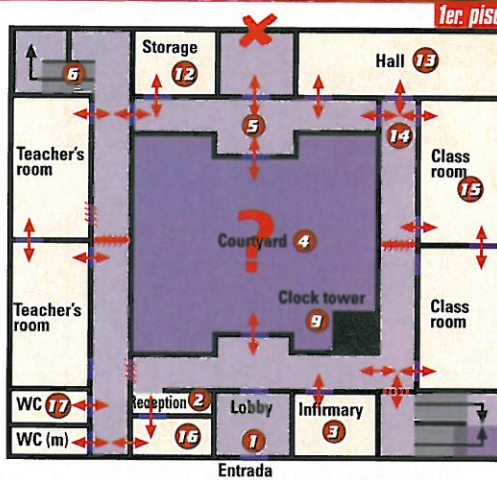 1er. piso
Storage
12
Hall 13
6
5
14
Teacher's
room
Class
room
15
?
Courtyard 4
Clock tower
9
Teacher's
room
Class
room
WC 17
Reception 2
Lobby
Infirmary
WC (m)
16
1
3
Entrada